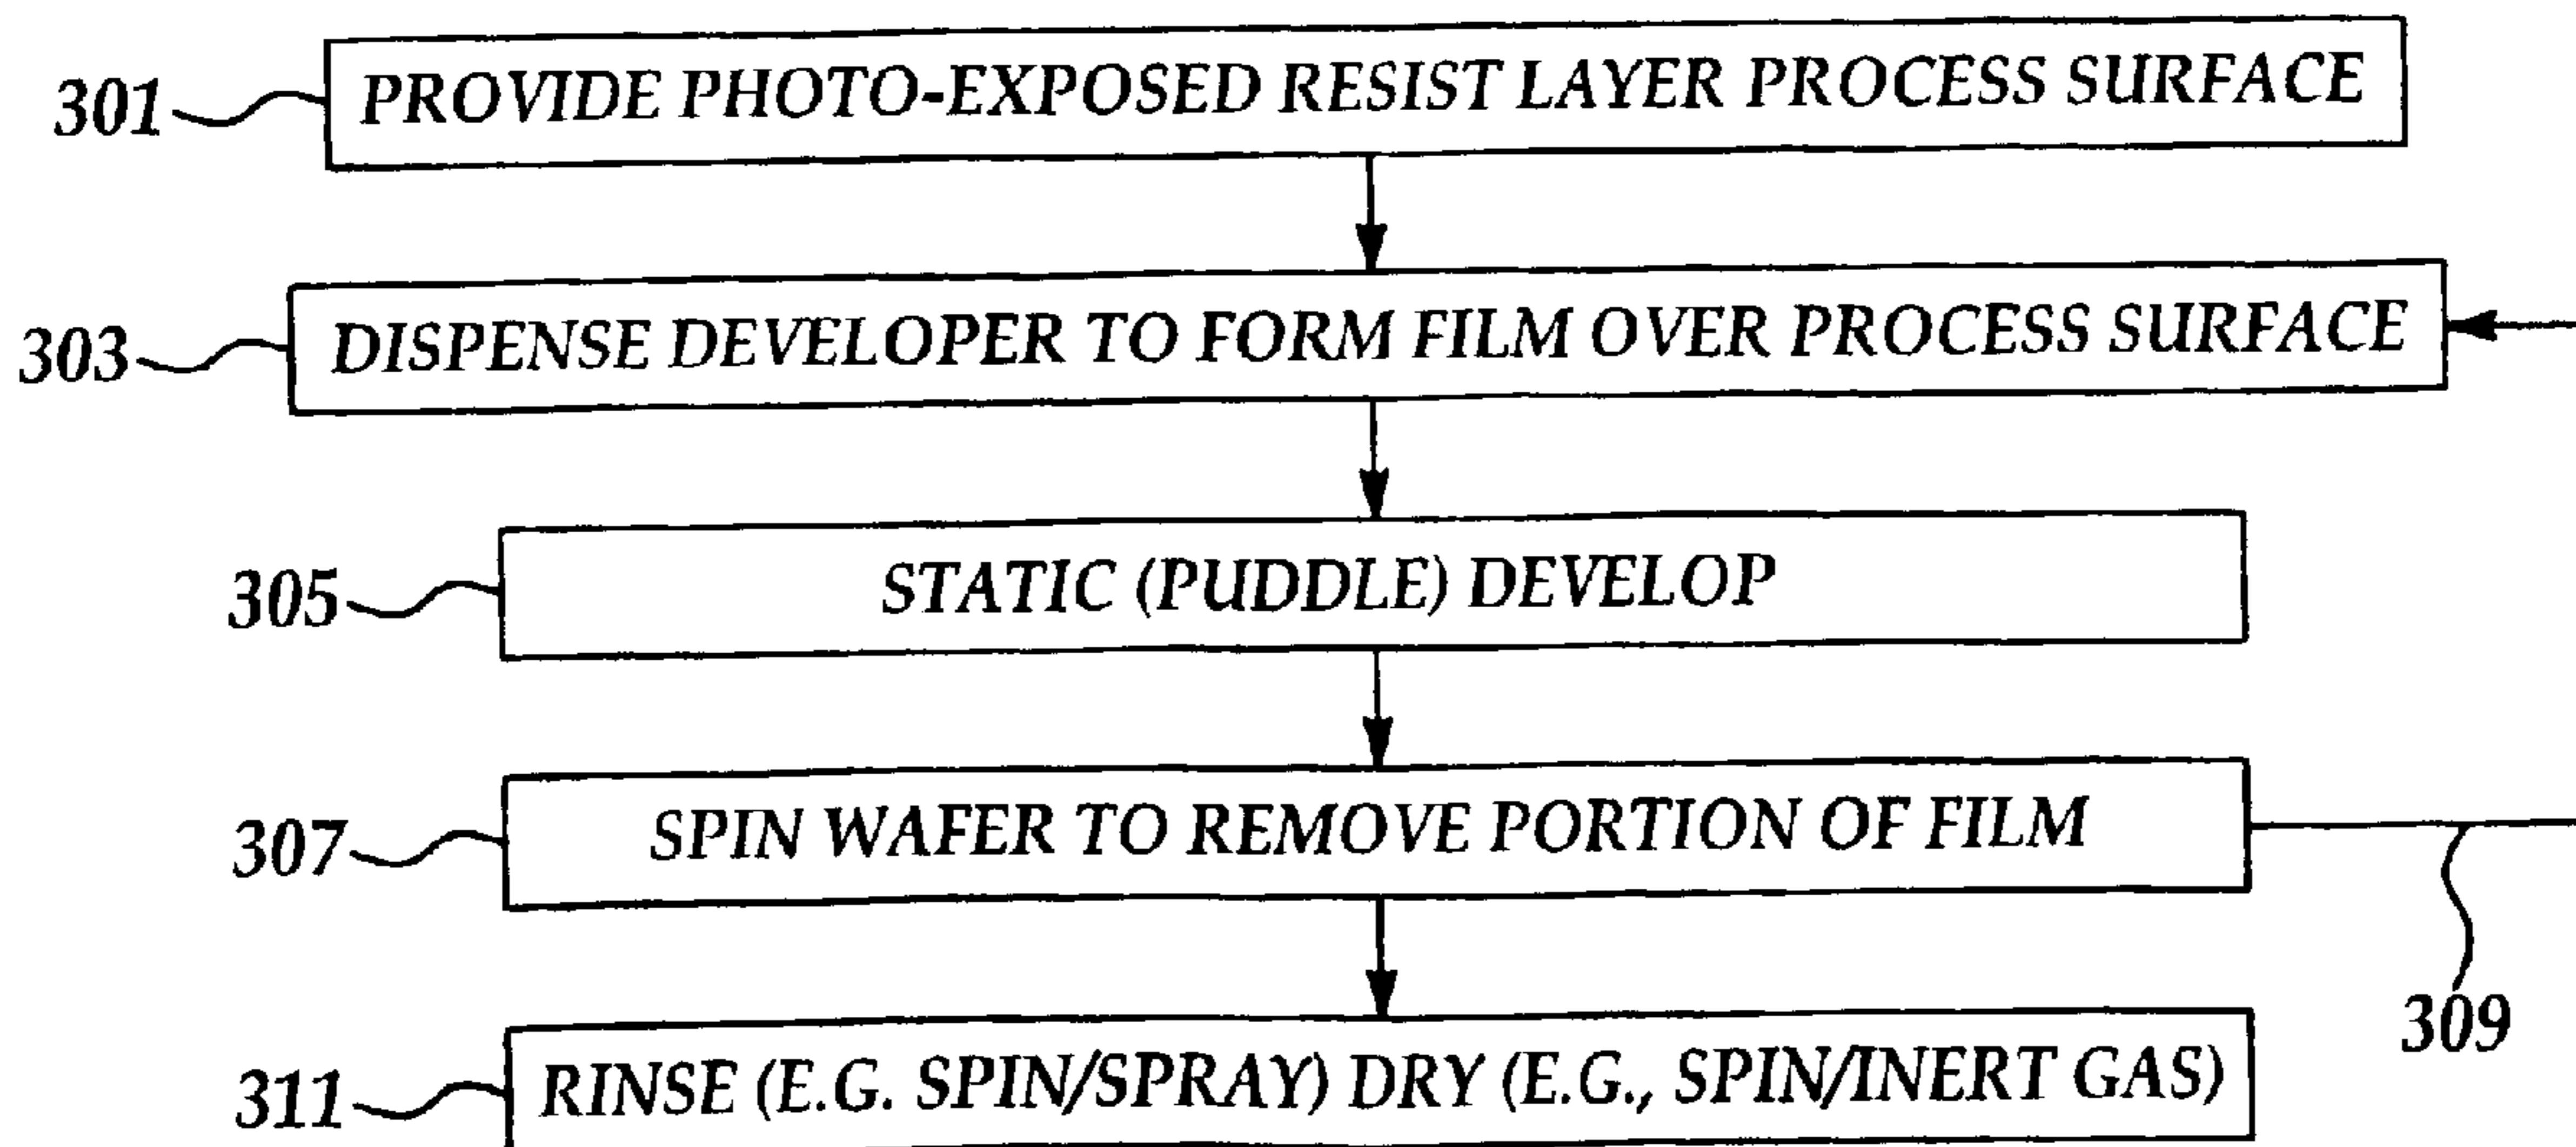 301 PROVIDE PHOTO-EXPOSED RESIST LAYER PROCESS SURFACE
303 DISPENSE DEVELOPER TO FORM FILM OVER PROCESS SURFACE
305 STATIC (PUDDLE) DEVELOP
307 SPIN WAFER TO REMOVE PORTION OF FILM
309
311 RINSE (E.G. SPIN/SPRAY) DRY (E.G., SPIN/INERT GAS)